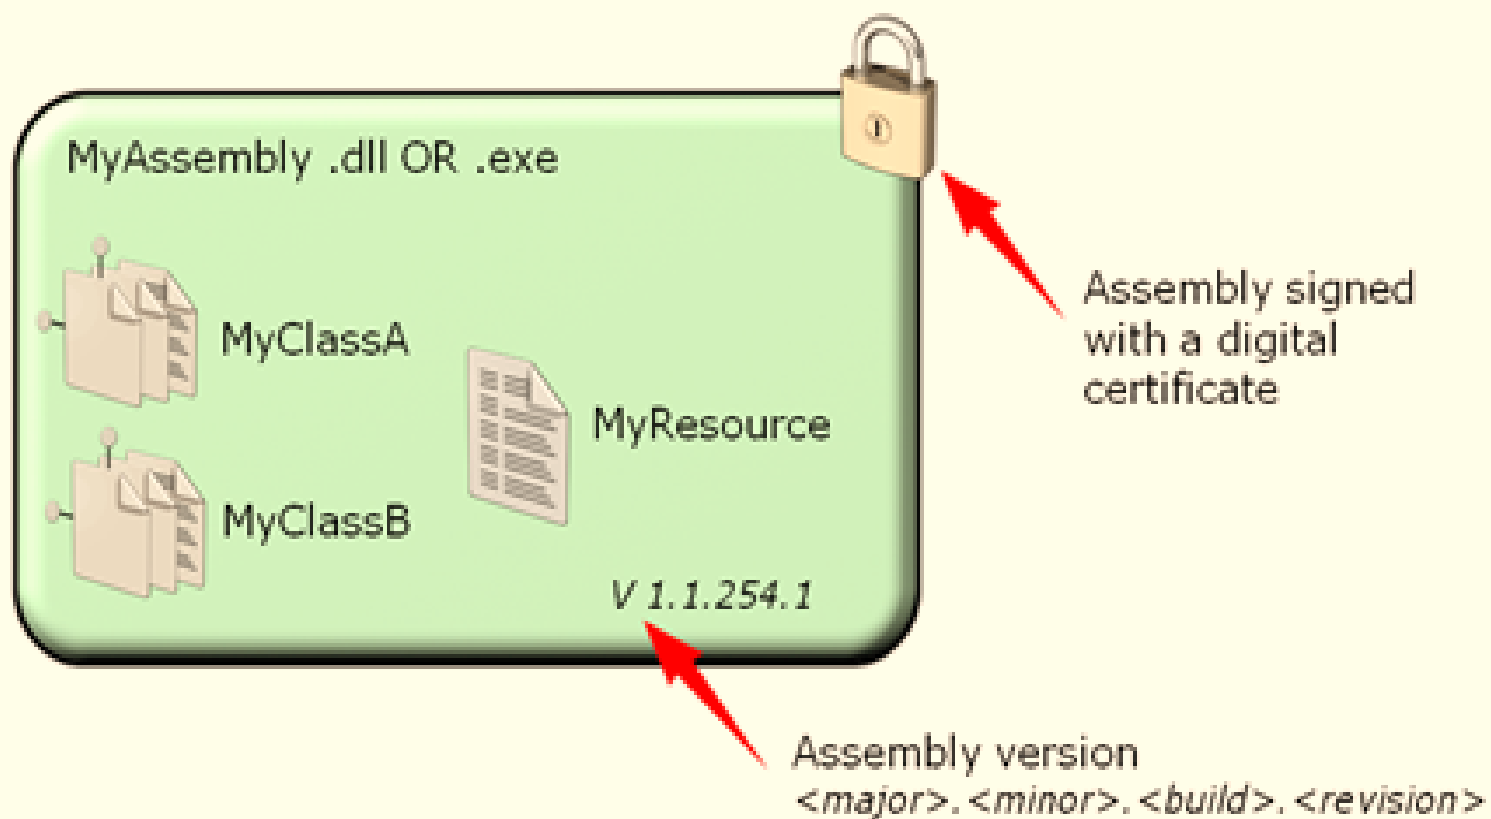 MyAssembly .dll OR .exe
MyClassA
MyResource
MyClassB
V 1.1.254.1
Assembly signed
with a digital
certificate
Assembly version
<major>.<minor>.<build>.<revision>